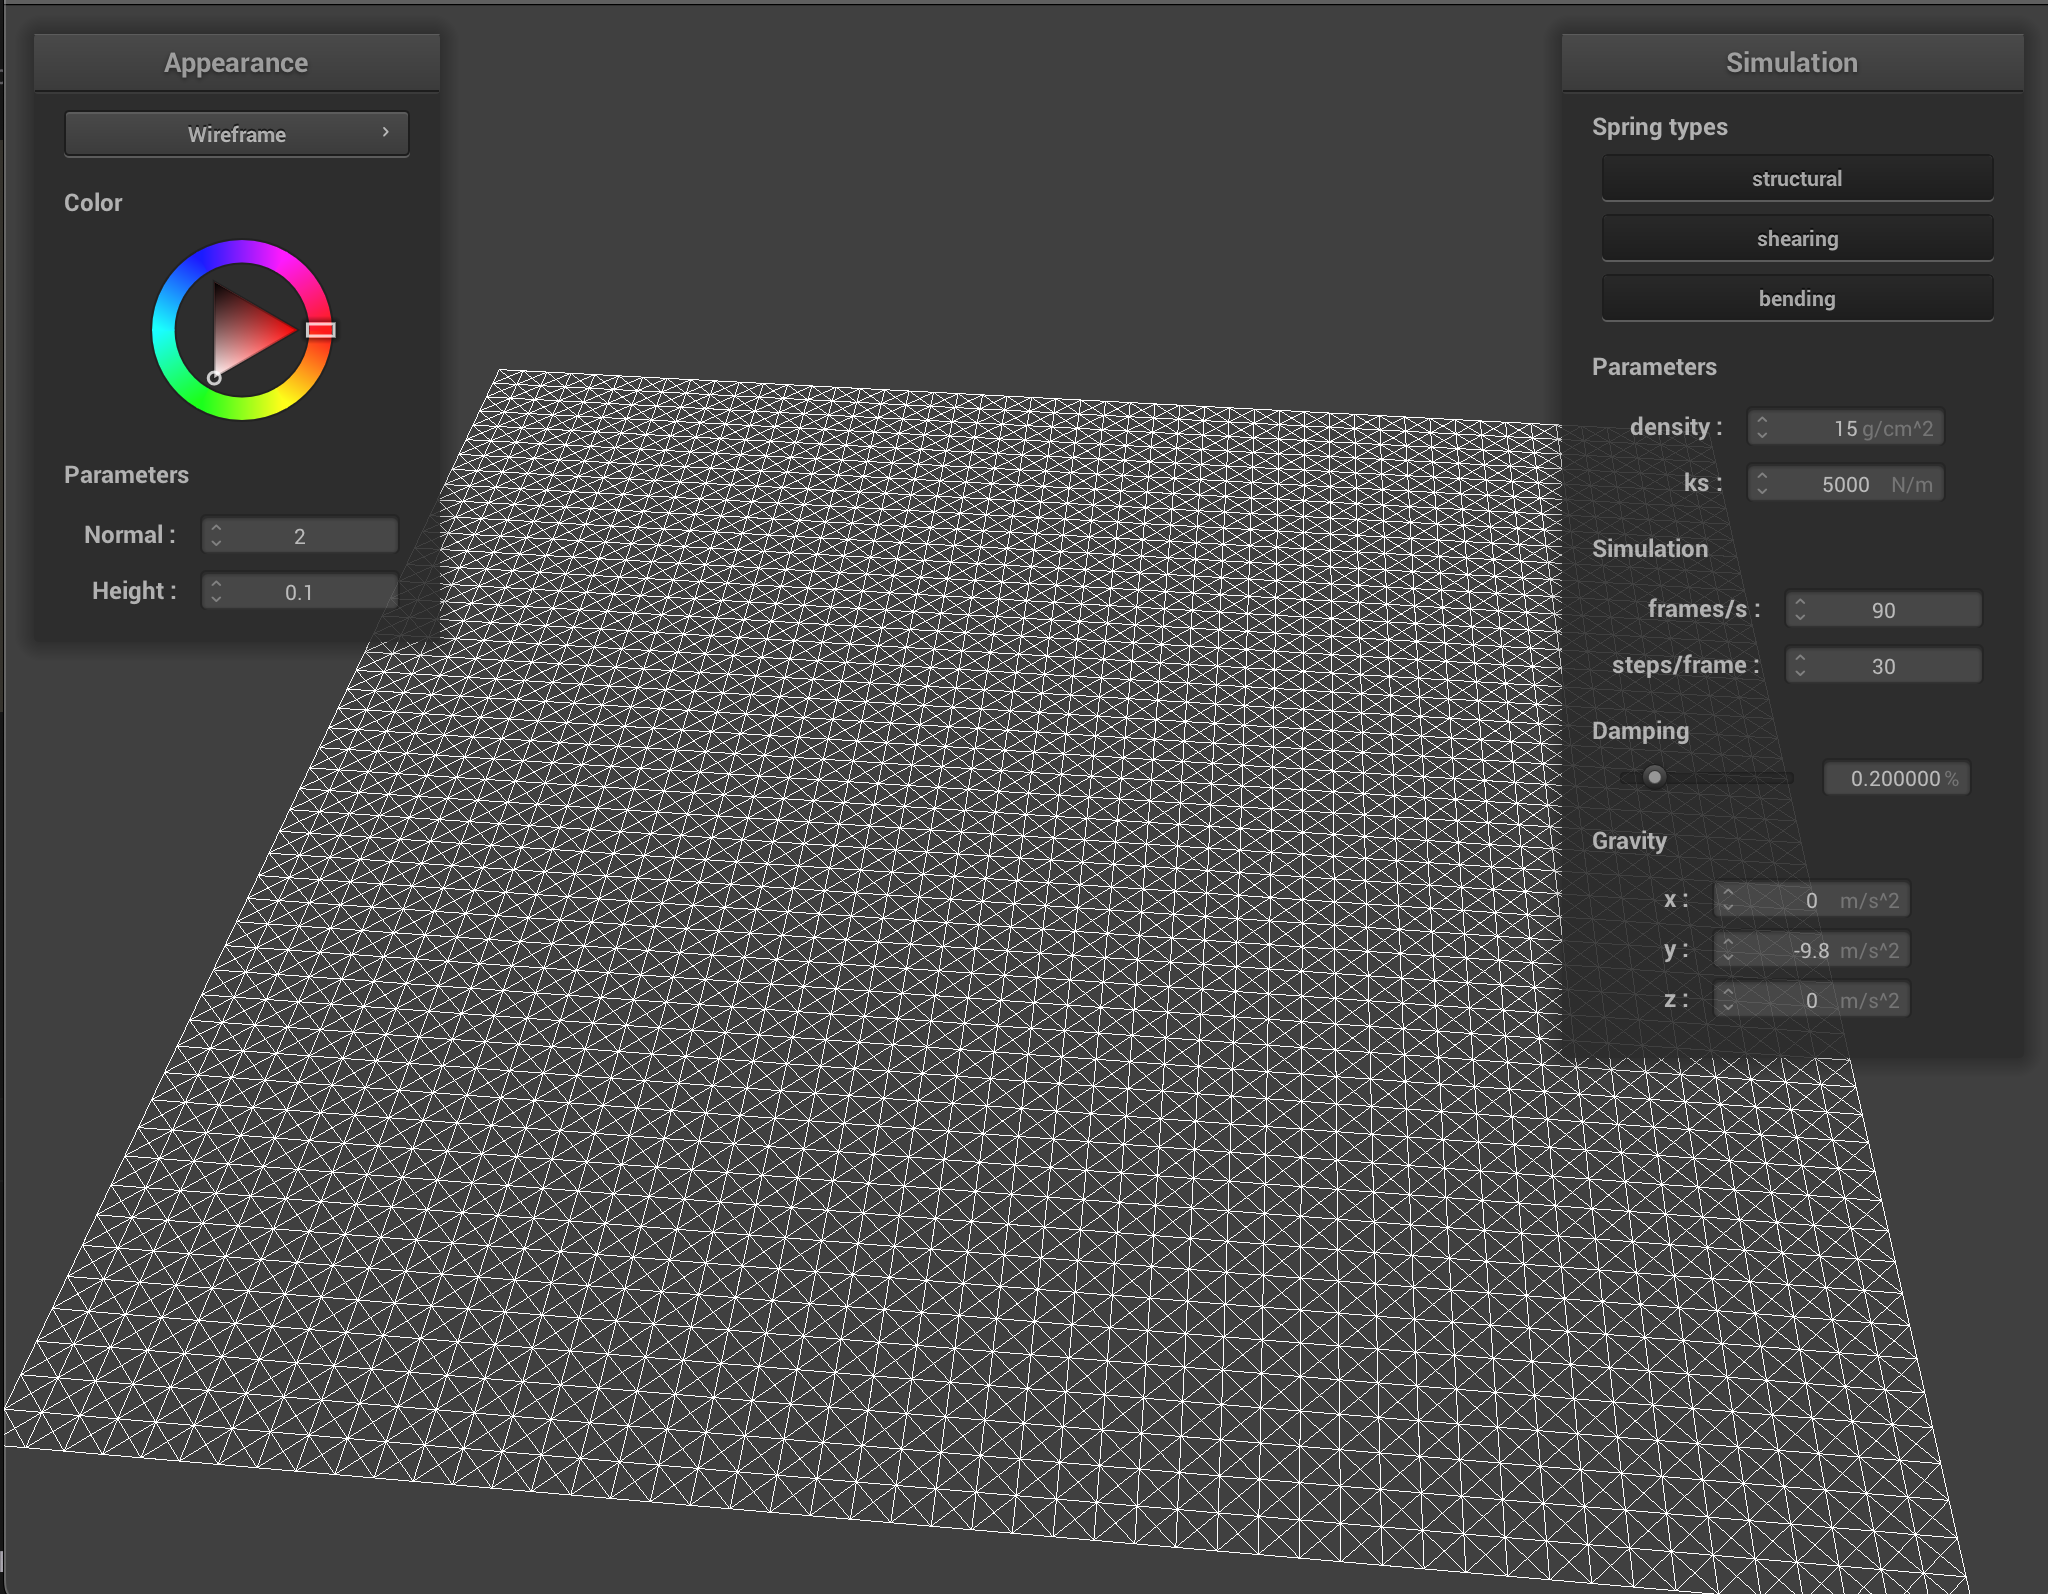 Appearance
Wireframe
Color
Parameters
Normal : 2
Height : 0.1
Simulation
Spring types
structural
shearing
bending
Parameters
density : 15 g/cm^2
ks : 5000 N/m
Simulation
frames/s : 90
steps/frame : 30
Damping
0.200000 %
Gravity
x : 0 m/s^2
y : -9.8 m/s^2
z : 0 m/s^2